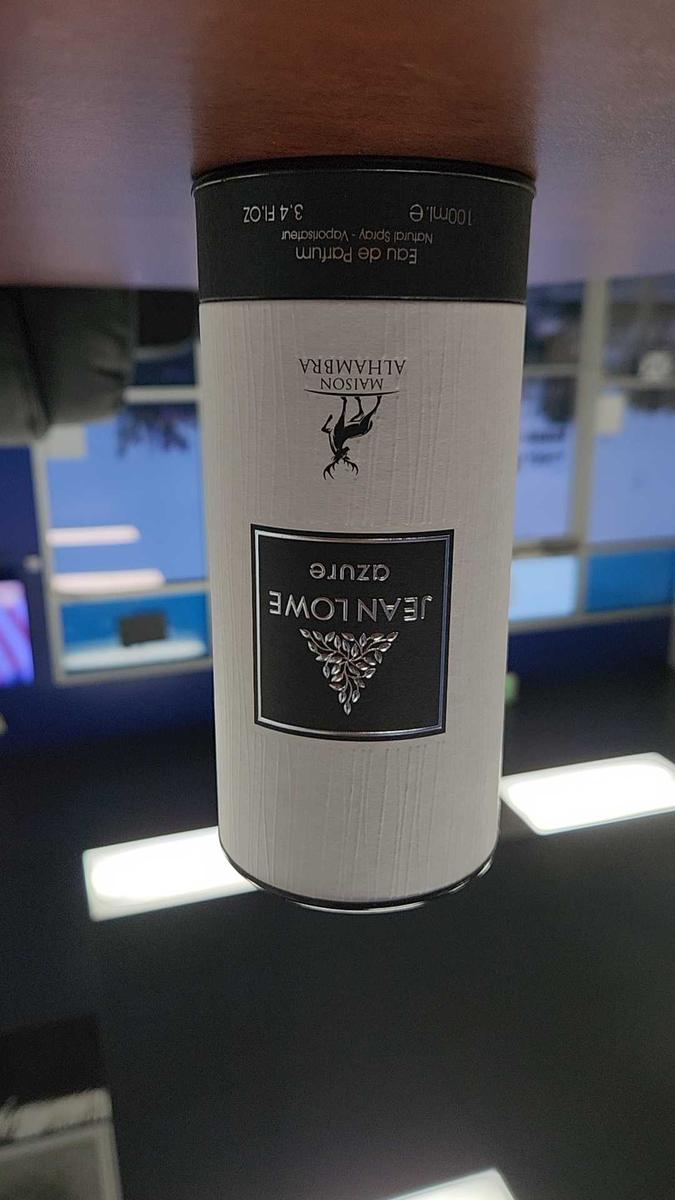 JEAN LOWE
azure
MAISON
ALHAMBRA
Eau de Parfum
Natural Spray - Vaporisateur
100ml.℮ 3.4 Fl.OZ